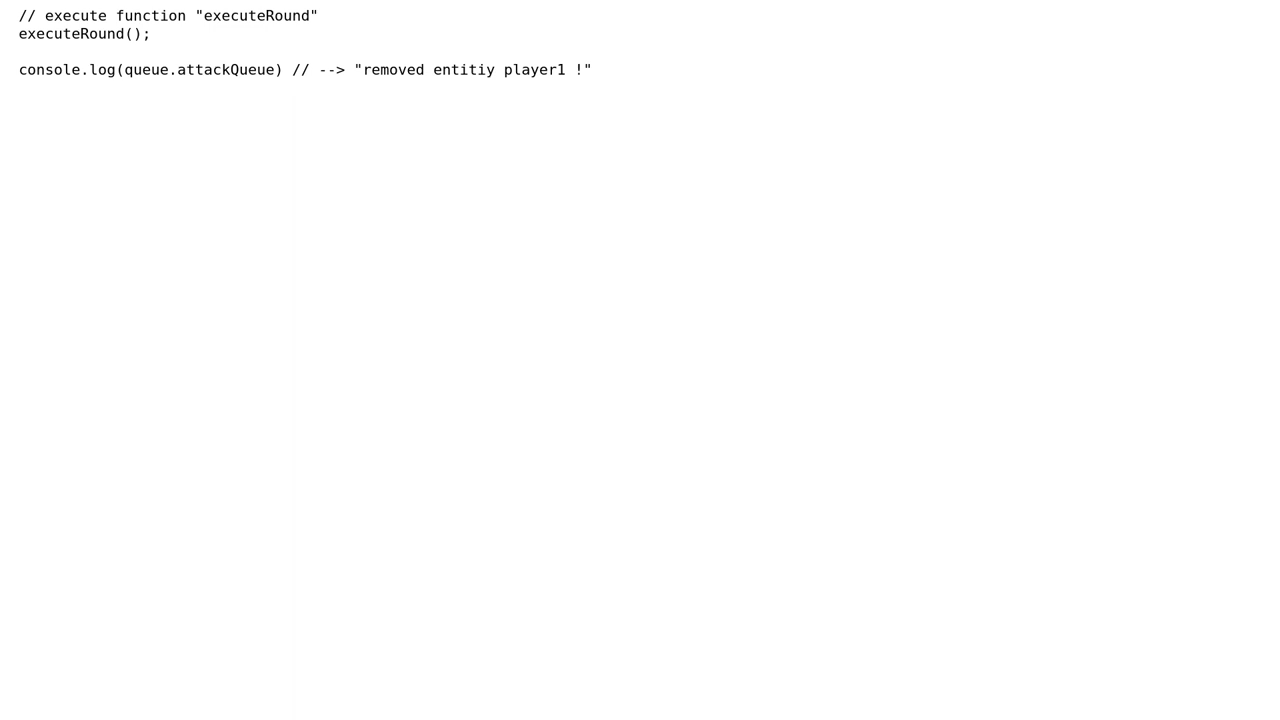 // execute function "executeRound"
executeRound();
console.log(queue.attackQueue) // --> "removed entitiy player1 !"